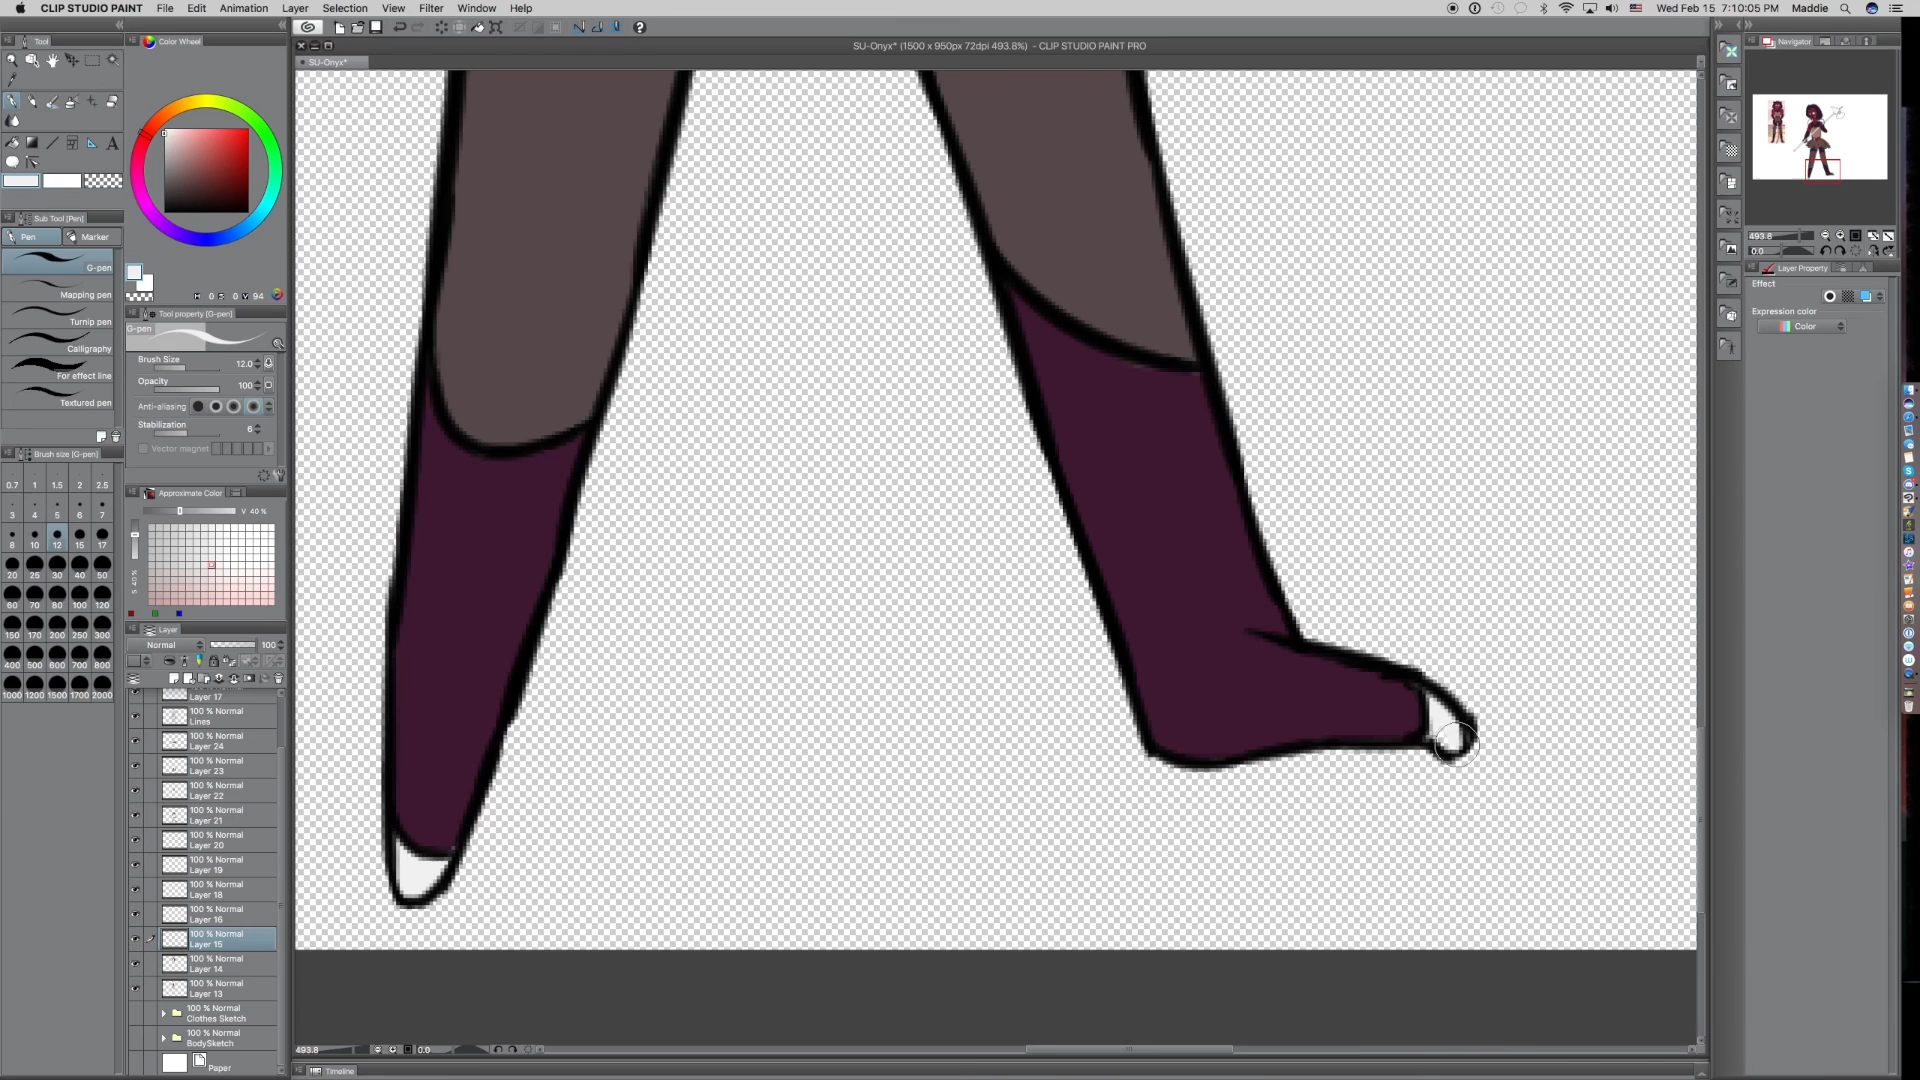 CLIP STUDIO PAINT File Edit Animation Layer Selection View Filter Window Help
Wed Feb 15 7:10:05 PM Maddie
SU-Onyx* (1500 x 950px 72dpi 493.8%) - CLIP STUDIO PAINT PRO
SU-Onyx*
Tool
Color Wheel
H 0 S 0 V 94
Sub Tool [Pen]
Pen Marker
G-pen
Mapping pen
Turnip pen
Calligraphy
For effect line
Textured pen
Tool property [G-pen]
G-pen
Brush Size 12.0
Opacity 100
Anti-aliasing
Stabilization 6
Vector magnet
Brush size [G-pen]
0.7 1 1.5 2 2.5
3 4 5 6 7
8 10 12 15 17
20 25 30 40 50
60 70 80 100 120
150 170 200 250 300
400 500 600 700 800
1000 1200 1500 1700 2000
Approximate Color
V 40 %
S 40 %
Layer
Normal 100
Layer 17
100 % Normal
Lines
100 % Normal
Layer 24
100 % Normal
Layer 23
100 % Normal
Layer 22
100 % Normal
Layer 21
100 % Normal
Layer 20
100 % Normal
Layer 19
100 % Normal
Layer 18
100 % Normal
Layer 16
100 % Normal
Layer 15
100 % Normal
Layer 14
100 % Normal
Layer 13
100 % Normal
Clothes Sketch
100 % Normal
BodySketch
Paper
493.8 0.0
Timeline
Navigator
493.8
0.0
Layer Property
Effect
Expression color
Color